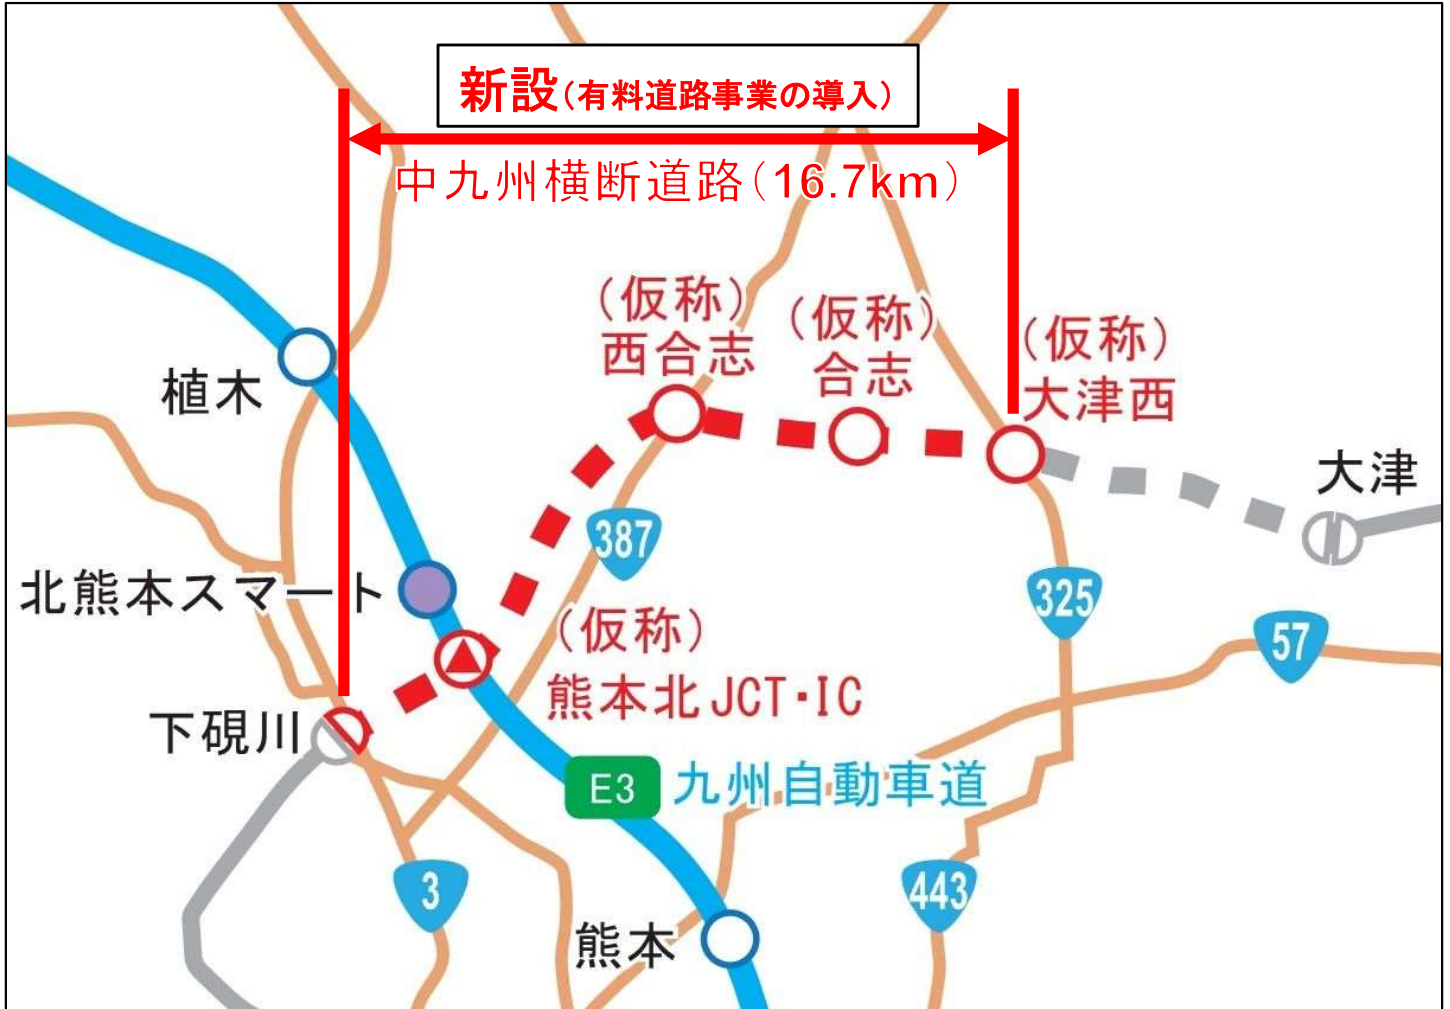 新設(有料道路事業の導入)
中九州横断道路(16.7km)
(仮称)
西合志
(仮称)
合志
(仮称)
大津西
植木
大津
387
北熊本スマート
325
(仮称)
熊本北JCT・IC
57
下硯川
E3 九州自動車道
3
443
熊本